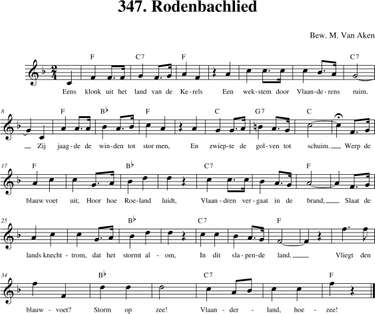 347. Rodenbachlied
Bew. M. Van Aken
F C7 F C7
Eens klonk uit het land van de Ke- rels Een wek- stem door Vlaan- de- rens ruim.
8 F B♭ F C G7 C
Zij jaag- de de win- den tot stor men, En zwiep- te de gol- ven tot schuim. Werp de
17 F B♭ C7 F
blauw voet uit, Hoor hoe Roe- land luidt, Vlaan- dren ver- gaat in de brand, Slaat de
25 F B♭ C7 F
lands knecht- trom, dat het stormt al- om, In dit sla- pen- de land. Vliegt den
34 B♭ C7 F
blauw- voet? Storm op zee! Vlaan- der- land, hoe- zee!